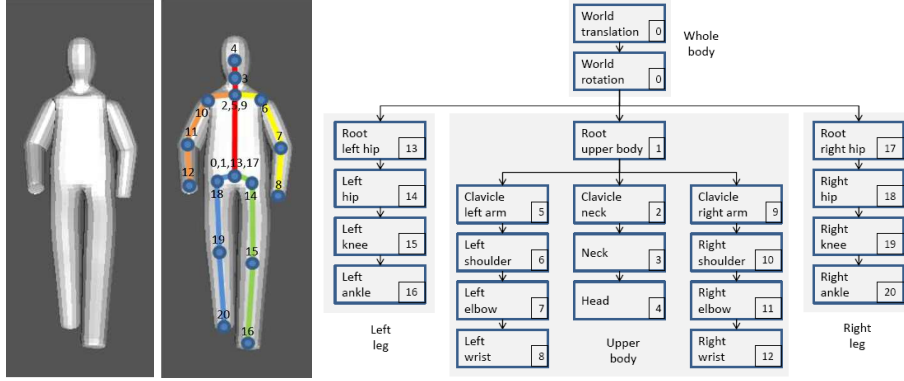 4
3
2,5,9
6
10
11
7
12
8
0,1,13,17
18
14
19
15
20
16
World
translation
0
World
rotation
0
Whole
body
Root
left hip
13
Left
hip
14
Left
knee
15
Left
ankle
16
Left
leg
Root
upper body
1
Clavicle
left arm
5
Left
shoulder
6
Left
elbow
7
Left
wrist
8
Clavicle
neck
2
Neck
3
Head
4
Upper
body
Clavicle
right arm
9
Right
shoulder
10
Right
elbow
11
Right
wrist
12
Root
right hip
17
Right
hip
18
Right
knee
19
Right
ankle
20
Right
leg